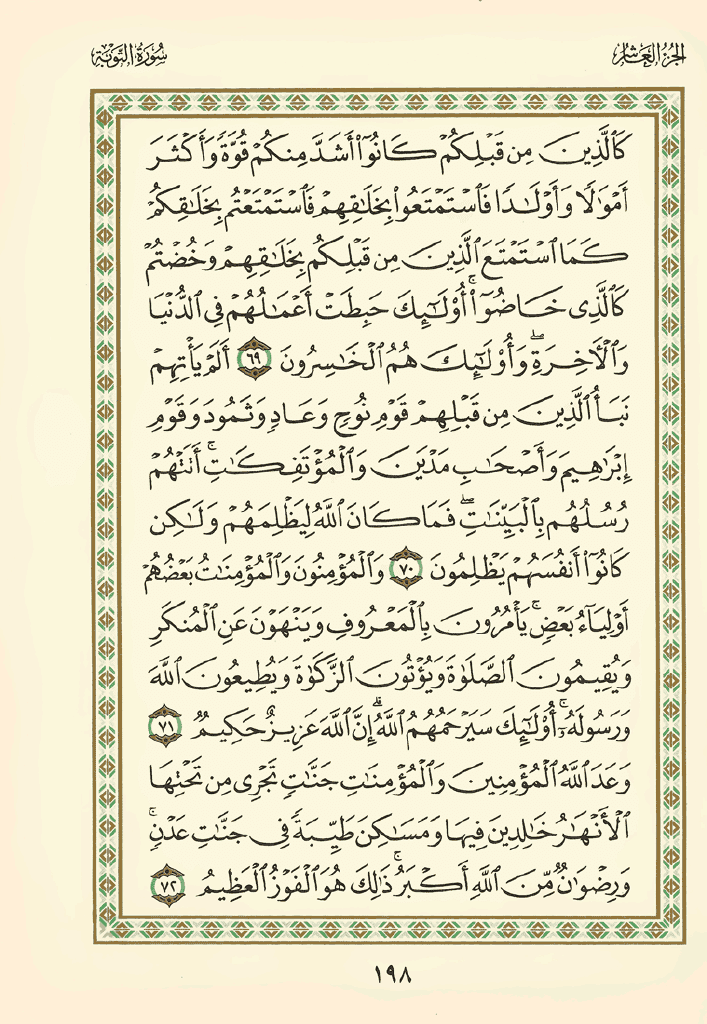 الجزء العاشر
سورة التوبة
كَٱلَّذِينَ مِن قَبۡلِكُمۡ كَانُوٓاْ أَشَدَّ مِنكُمۡ قُوَّةٗ وَأَكۡثَرَ
أَمۡوَٰلٗا وَأَوۡلَٰدٗا فَٱسۡتَمۡتَعُواْ بِخَلَٰقِهِمۡ فَٱسۡتَمۡتَعۡتُم بِخَلَٰقِكُمۡ
كَمَا ٱسۡتَمۡتَعَ ٱلَّذِينَ مِن قَبۡلِكُم بِخَلَٰقِهِمۡ وَخُضۡتُمۡ
كَٱلَّذِي خَاضُوٓاْۚ أُوْلَٰٓئِكَ حَبِطَتۡ أَعۡمَٰلُهُمۡ فِي ٱلدُّنۡيَا
وَٱلۡأٓخِرَةِۖ وَأُوْلَٰٓئِكَ هُمُ ٱلۡخَٰسِرُونَ ٦٩ أَلَمۡ يَأۡتِهِمۡ
نَبَأُ ٱلَّذِينَ مِن قَبۡلِهِمۡ قَوۡمِ نُوحٖ وَعَادٖ وَثَمُودَ وَقَوۡمِ
إِبۡرَٰهِيمَ وَأَصۡحَٰبِ مَدۡيَنَ وَٱلۡمُؤۡتَفِكَٰتِۚ أَتَتۡهُمۡ
رُسُلُهُم بِٱلۡبَيِّنَٰتِۖ فَمَا كَانَ ٱللَّهُ لِيَظۡلِمَهُمۡ وَلَٰكِن
كَانُوٓاْ أَنفُسَهُمۡ يَظۡلِمُونَ ٧٠ وَٱلۡمُؤۡمِنُونَ وَٱلۡمُؤۡمِنَٰتُ بَعۡضُهُمۡ
أَوۡلِيَآءُ بَعۡضٖۚ يَأۡمُرُونَ بِٱلۡمَعۡرُوفِ وَيَنۡهَوۡنَ عَنِ ٱلۡمُنكَرِ
وَيُقِيمُونَ ٱلصَّلَوٰةَ وَيُؤۡتُونَ ٱلزَّكَوٰةَ وَيُطِيعُونَ ٱللَّهَ
وَرَسُولَهُۥٓۚ أُوْلَٰٓئِكَ سَيَرۡحَمُهُمُ ٱللَّهُۗ إِنَّ ٱللَّهَ عَزِيزٌ حَكِيمٞ ٧١
وَعَدَ ٱللَّهُ ٱلۡمُؤۡمِنِينَ وَٱلۡمُؤۡمِنَٰتِ جَنَّٰتٖ تَجۡرِي مِن تَحۡتِهَا
ٱلۡأَنۡهَٰرُ خَٰلِدِينَ فِيهَا وَمَسَٰكِنَ طَيِّبَةٗ فِي جَنَّٰتِ عَدۡنٖۚ
وَرِضۡوَٰنٞ مِّنَ ٱللَّهِ أَكۡبَرُۚ ذَٰلِكَ هُوَ ٱلۡفَوۡزُ ٱلۡعَظِيمُ ٧٢
١٩٨